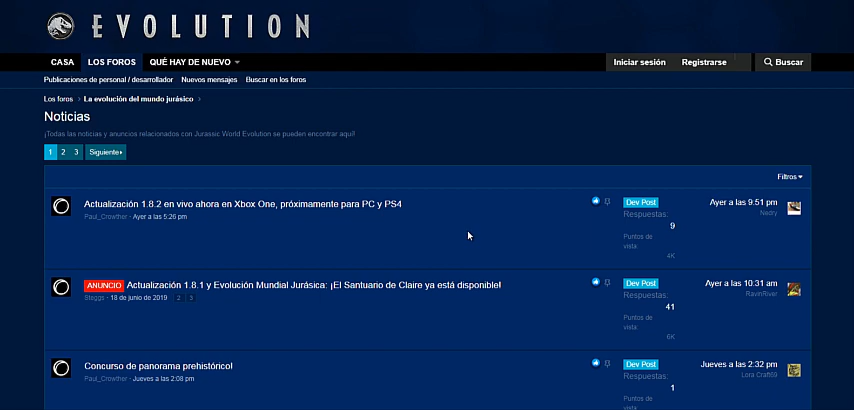 EVOLUTION
CASA LOS FOROS QUÉ HAY DE NUEVO Iniciar sesión Registrarse Buscar
Publicaciones de personal / desarrollador Nuevos mensajes Buscar en los foros
Los foros > La evolución del mundo jurásico >
Noticias
¡Todas las noticias y anuncios relacionados con Jurassic World Evolution se pueden encontrar aquí!
1 2 3 Siguiente
Filtros
Actualización 1.8.2 en vivo ahora en Xbox One, próximamente para PC y PS4
Paul_Crowther · Ayer a las 5:26 pm
Dev Post
Respuestas:
9
Puntos de
vista
4K
Ayer a las 9:51 pm
Nedry
ANUNCIO Actualización 1.8.1 y Evolución Mundial Jurásica: ¡El Santuario de Claire ya está disponible!
Steggs · 18 de junio de 2019 2 3
Dev Post
Respuestas:
41
Puntos de
vista
6K
Ayer a las 10:31 am
RavinRiver
Concurso de panorama prehistórico!
Paul_Crowther · Jueves a las 2:08 pm
Dev Post
Respuestas:
1
Puntos de
vista
Jueves a las 2:32 pm
Lora Craft69